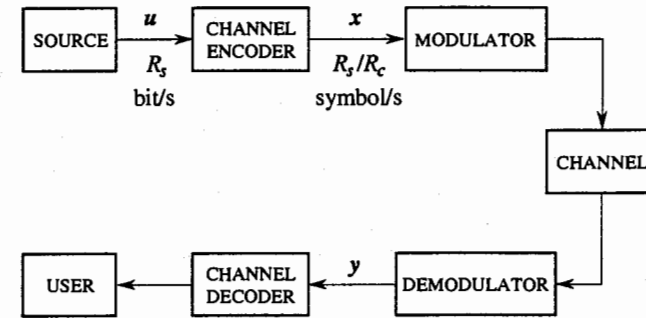 u
x
SOURCE
CHANNEL
ENCODER
MODULATOR
R_s
bit/s
R_s/R_c
symbol/s
CHANNEL
y
USER
CHANNEL
DECODER
DEMODULATOR